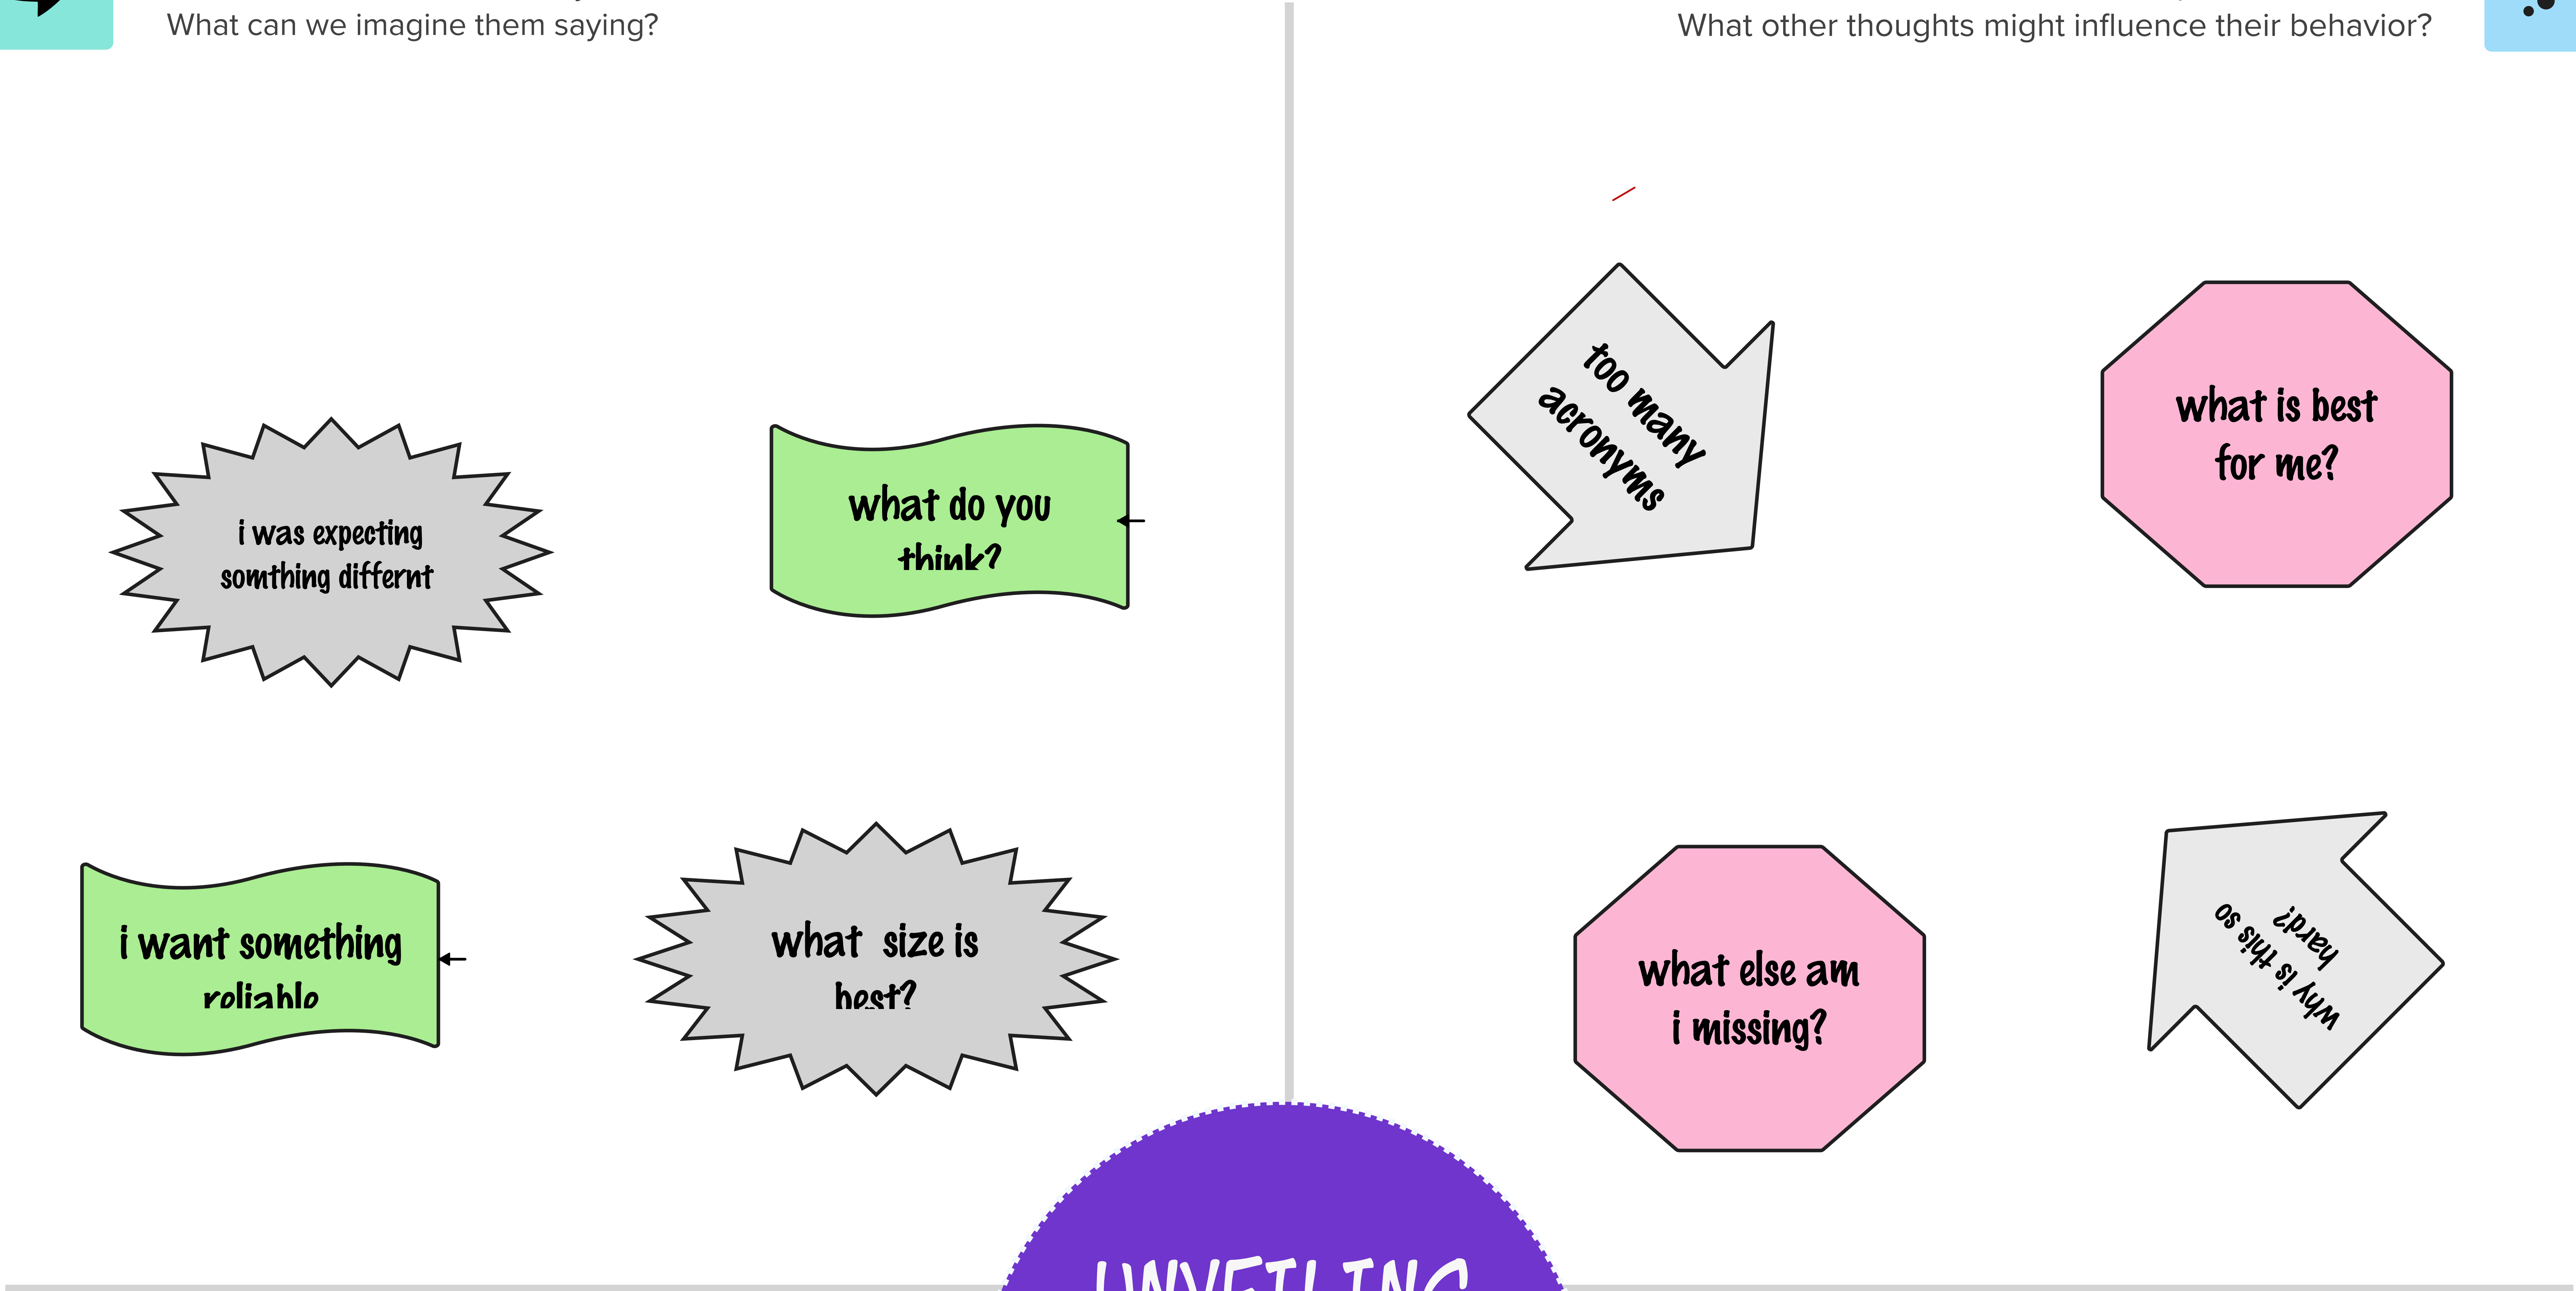 What can we imagine them saying?
What other thoughts might influence their behavior?
i was expecting
somthing differnt
what do you
think?
i want something
reliable
what size is
best?
too many
acronyms
what is best
for me?
what else am
i missing?
why is this so
hard?
UNVEILING